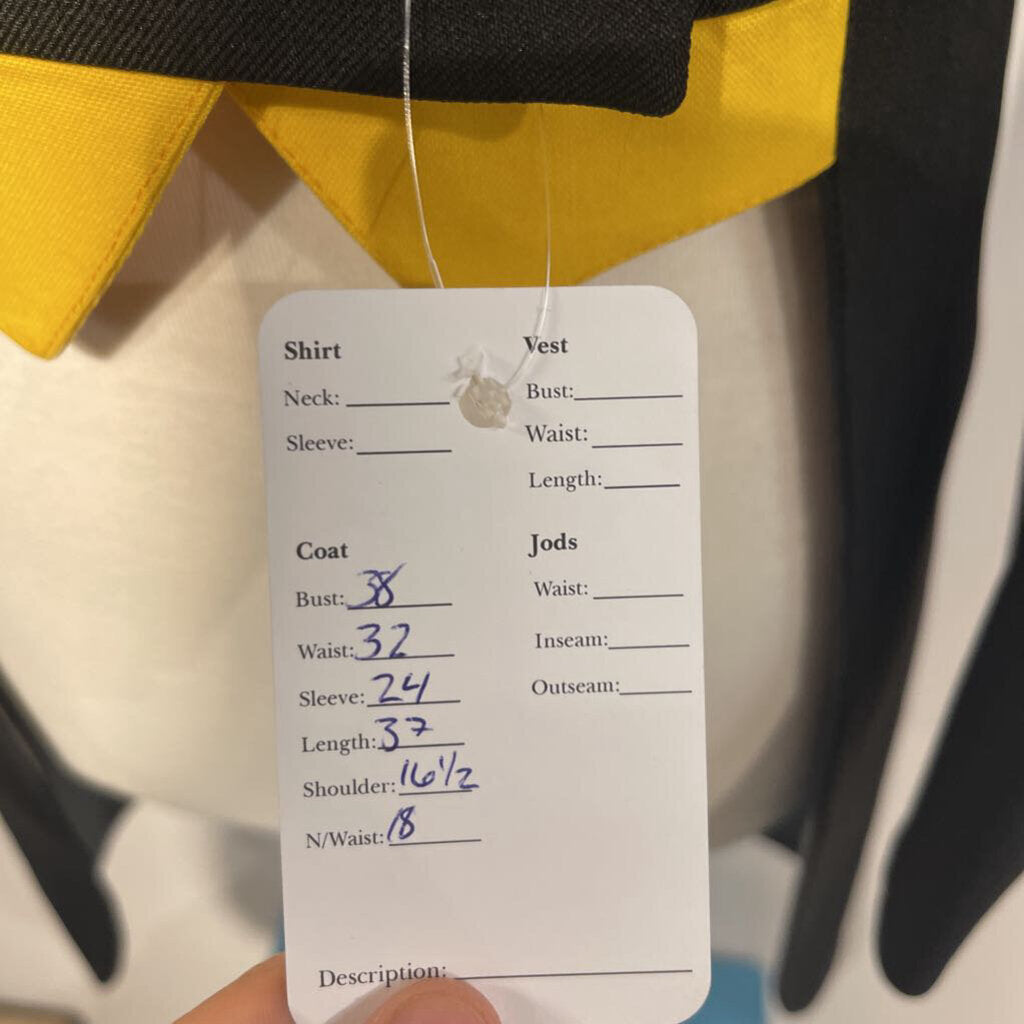 Shirt
Neck:
Sleeve:
Vest
Bust:
Waist:
Length:
Coat
Bust: 38
Waist: 32
Sleeve: 24
Length: 37
Shoulder: 16 1/2
N/Waist: 18
Jods
Waist:
Inseam:
Outseam:
Description: